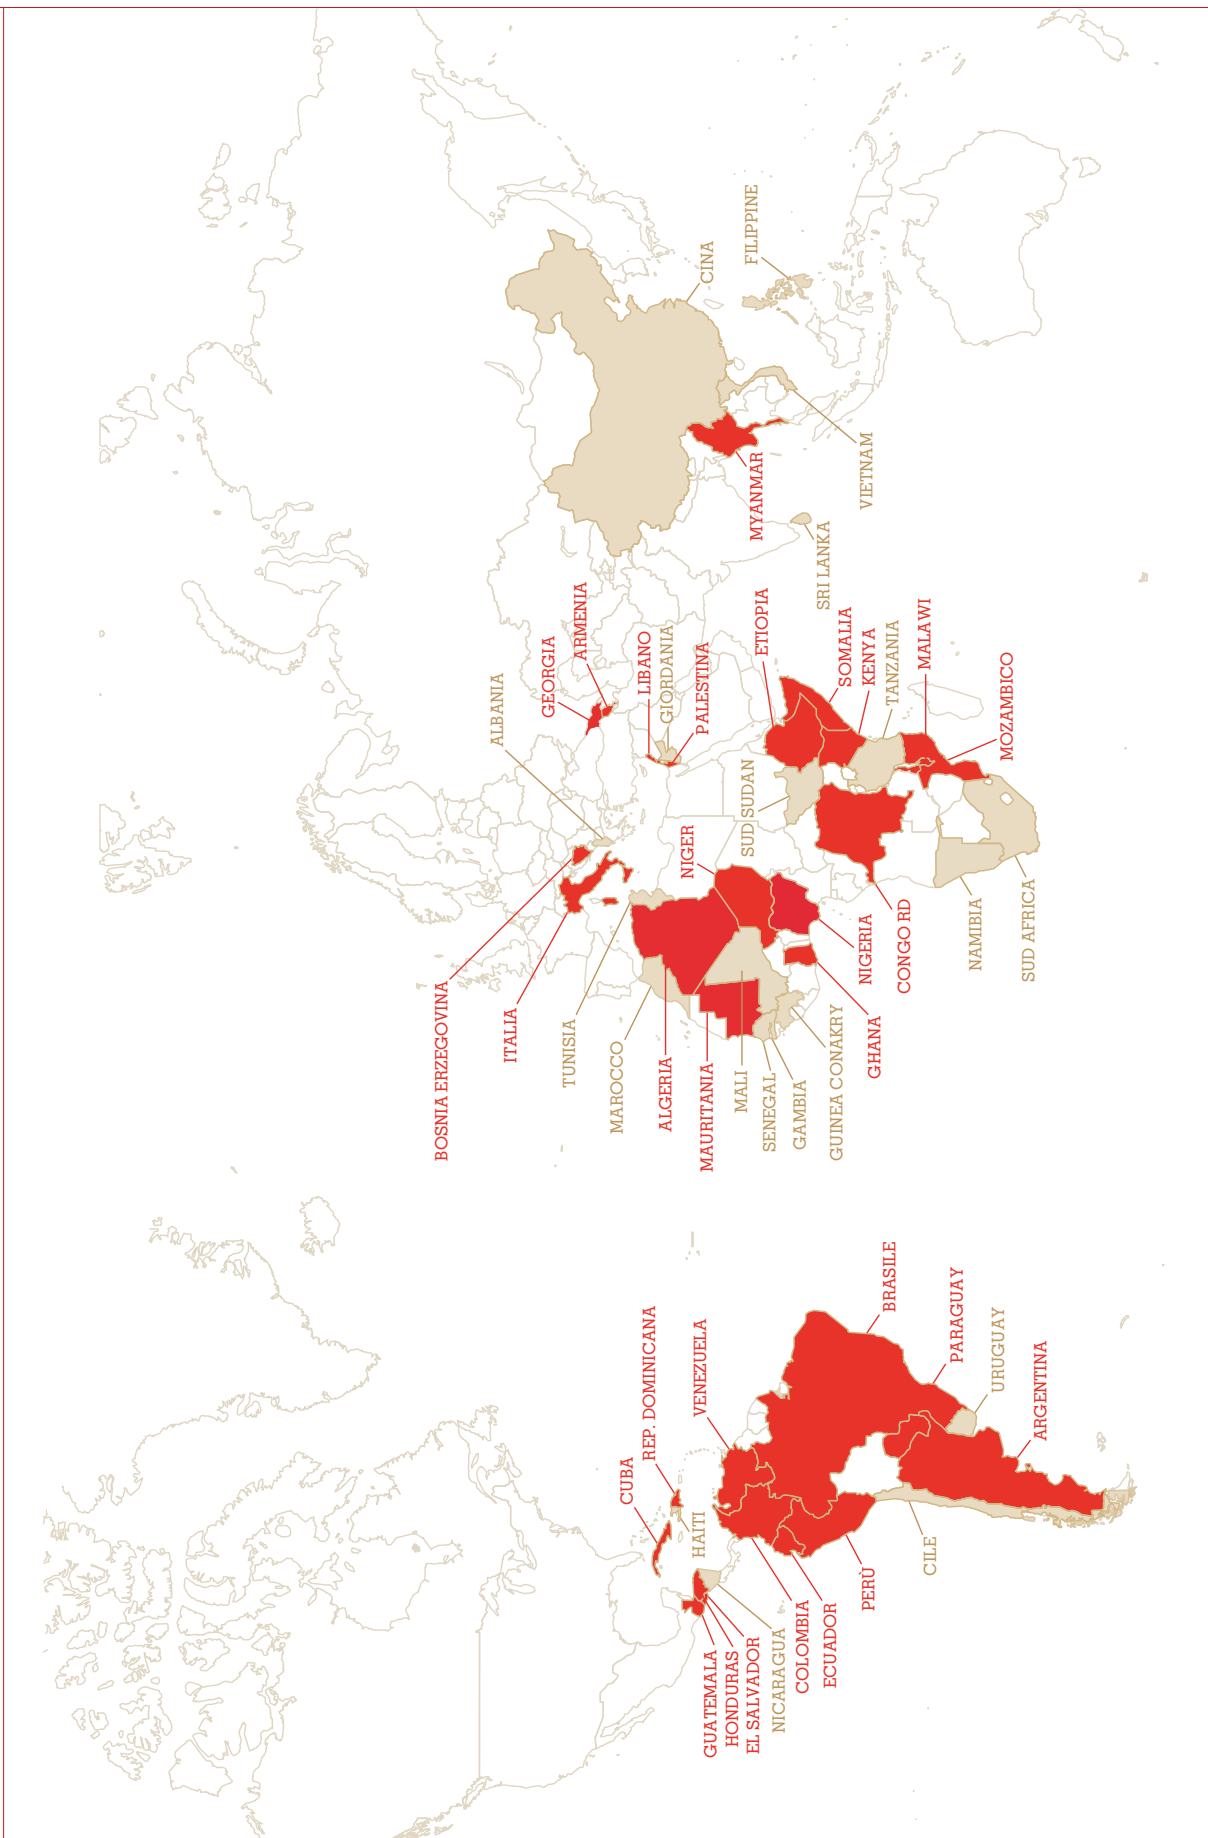 CUBA
REP. DOMINICANA
HAITI
VENEZUELA
GUATEMALA
HONDURAS
EL SALVADOR
NICARAGUA
COLOMBIA
ECUADOR
PERÙ
CILE
BRASILE
PARAGUAY
URUGUAY
ARGENTINA
BOSNIA ERZEGOVINA
ITALIA
TUNISIA
MAROCCO
ALGERIA
MAURITANIA
MALI
SENEGAL
GAMBIA
GUINEA CONAKRY
GHANA
NIGERIA
CONGO RD
NAMIBIA
SUD AFRICA
NIGER
SUD SUDAN
ALBANIA
GEORGIA
ARMENIA
LIBANO
GIORDANIA
PALESTINA
ETIOPIA
SOMALIA
KENYA
TANZANIA
MALAWI
MOZAMBICO
MYANMAR
SRI LANKA
VIETNAM
CINA
FILIPPINE